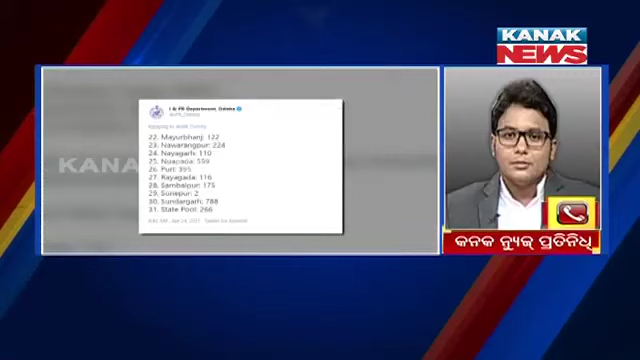 KANAK
NEWS
I & PR Department, Odisha
22. Mayurbhanj: 122
23. Nawarangpur: 224
24. Nayagarh: 110
25. Nuapada: 559
26. Puri: 395
27. Rayagada: 116
28. Sambalpur: 175
29. Sonepur: 2
30. Sundargarh: 788
31. State Pool: 266
KANAK
କନକ ନ୍ୟୁଜ୍ ପ୍ରତିନିଧି